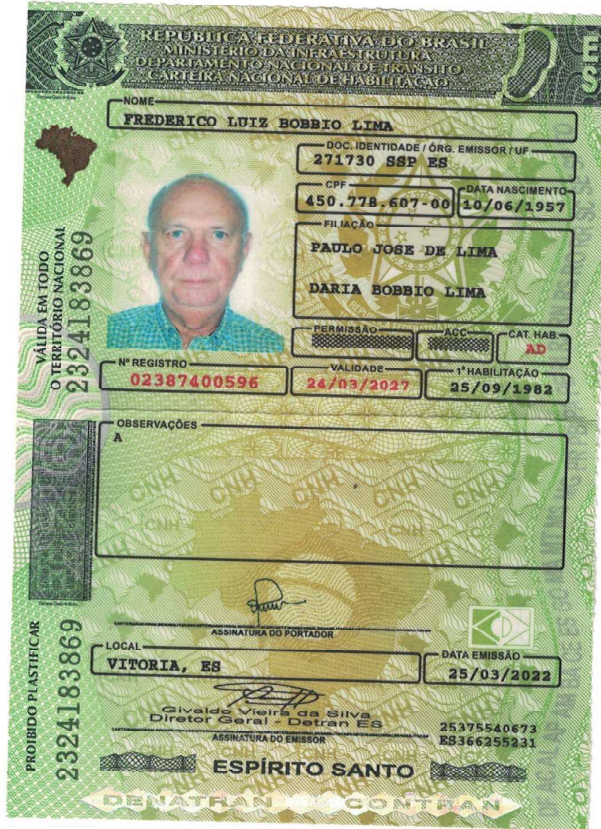 REPÚBLICA FEDERATIVA DO BRASIL
MINISTÉRIO DA INFRAESTRUTURA
DEPARTAMENTO NACIONAL DE TRÂNSITO
CARTEIRA NACIONAL DE HABILITAÇÃO
NOME
FREDERICO LUIZ BOBBIO LIMA
DOC. IDENTIDADE / ÓRG. EMISSOR / UF
271730 SSP ES
CPF
450.778.607-00
DATA NASCIMENTO
10/06/1957
FILIAÇÃO
PAULO JOSE DE LIMA
DARIA BOBBIO LIMA
PERMISSÃO
ACC
CAT. HAB.
AD
Nº REGISTRO
02387400596
VALIDADE
24/03/2027
1ª HABILITAÇÃO
25/09/1982
VÁLIDA EM TODO
O TERRITÓRIO NACIONAL
2324183869
OBSERVAÇÕES
A
ASSINATURA DO PORTADOR
LOCAL
VITORIA, ES
DATA EMISSÃO
25/03/2022
Givaldo Vieira da Silva
Diretor Geral - Detran ES
ASSINATURA DO EMISSOR
25375540673
ES366255231
PROIBIDO PLASTIFICAR
2324183869
ESPÍRITO SANTO
DENATRAN CONTRAN